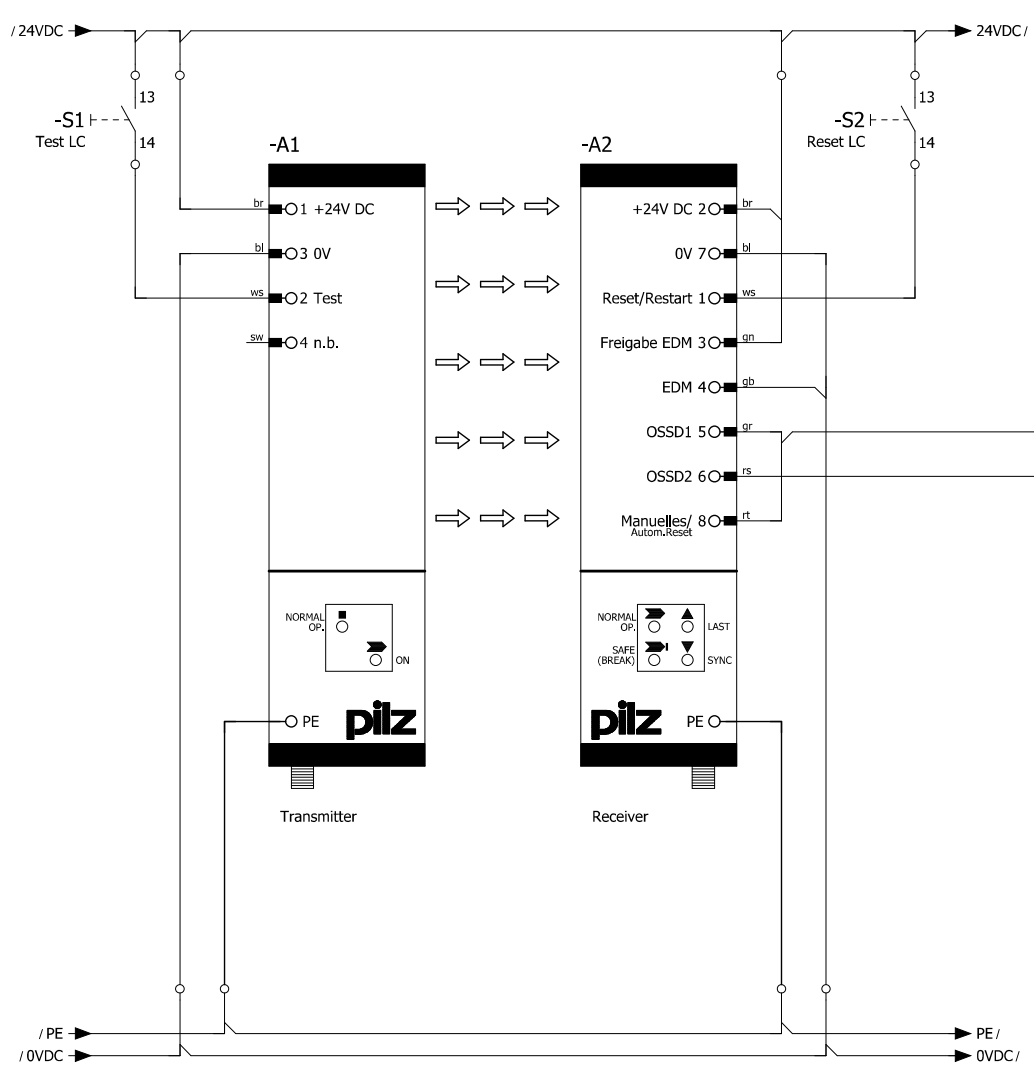 / 24VDC
24VDC /
13
-S1
Test LC
14
13
-S2
Reset LC
14
-A1
br 1 +24V DC
bl 3 0V
ws 2 Test
sw 4 n.b.
NORMAL OP.
ON
PE
pilz
Transmitter
-A2
+24V DC 2 br
0V 7 bl
Reset/Restart 1 ws
Freigabe EDM 3 gn
EDM 4 gb
OSSD1 5 gr
OSSD2 6 rs
Manuelles/ 8 rt
Autom.Reset
NORMAL OP.
LAST
SAFE
(BREAK)
SYNC
pilz
PE
Receiver
/ PE
PE /
/ 0VDC
0VDC /